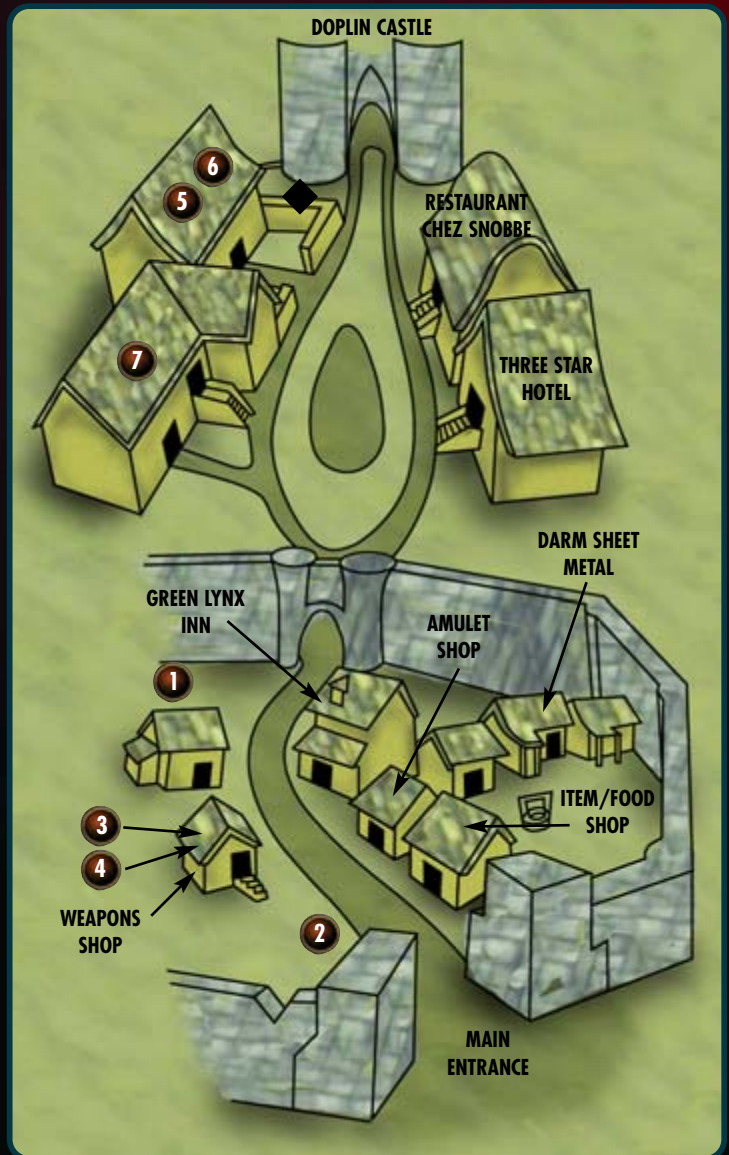 DOPLIN CASTLE
6
5
RESTAURANT
CHEZ SNOBBE
7
THREE STAR
HOTEL
DARM SHEET
METAL
GREEN LYNX
INN
AMULET
SHOP
1
ITEM/FOOD
SHOP
3
4
WEAPONS
SHOP
2
MAIN
ENTRANCE